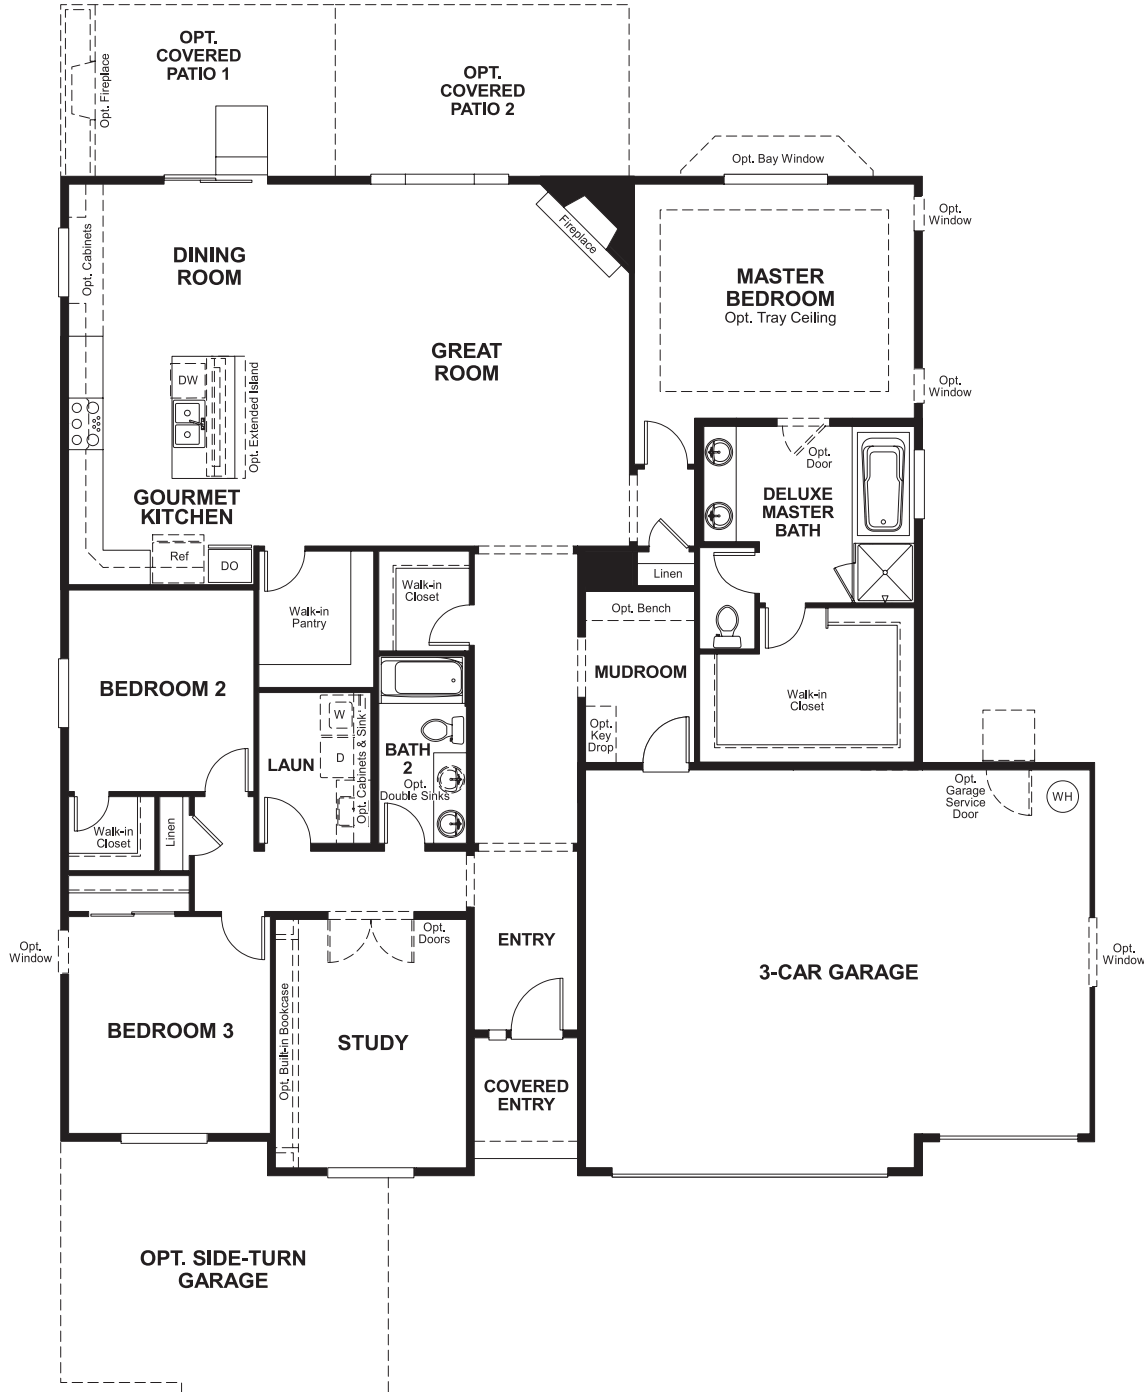 OPT.
COVERED
PATIO 1
OPT.
COVERED
PATIO 2
Opt. Fireplace
Opt. Bay Window
Opt.
Window
Fireplace
Opt. Cabinets
DINING
ROOM
MASTER
BEDROOM
Opt. Tray Ceiling
GREAT
ROOM
DW
Opt. Extended Island
Opt.
Window
Opt.
Door
GOURMET
KITCHEN
DELUXE
MASTER
BATH
Ref
DO
Linen
Walk-in
Closet
Walk-in
Pantry
Opt. Bench
MUDROOM
BEDROOM 2
Walk-in
Closet
W
D
Opt. Cabinets & Sink
LAUN
BATH
2
Opt.
Double Sinks
Opt.
Key
Drop
Opt.
Garage
Service
Door
WH
Walk-in
Closet
Linen
Opt.
Window
Opt.
Doors
ENTRY
Opt.
Window
3-CAR GARAGE
BEDROOM 3
Opt. Built-in Bookcase
STUDY
COVERED
ENTRY
OPT. SIDE-TURN
GARAGE